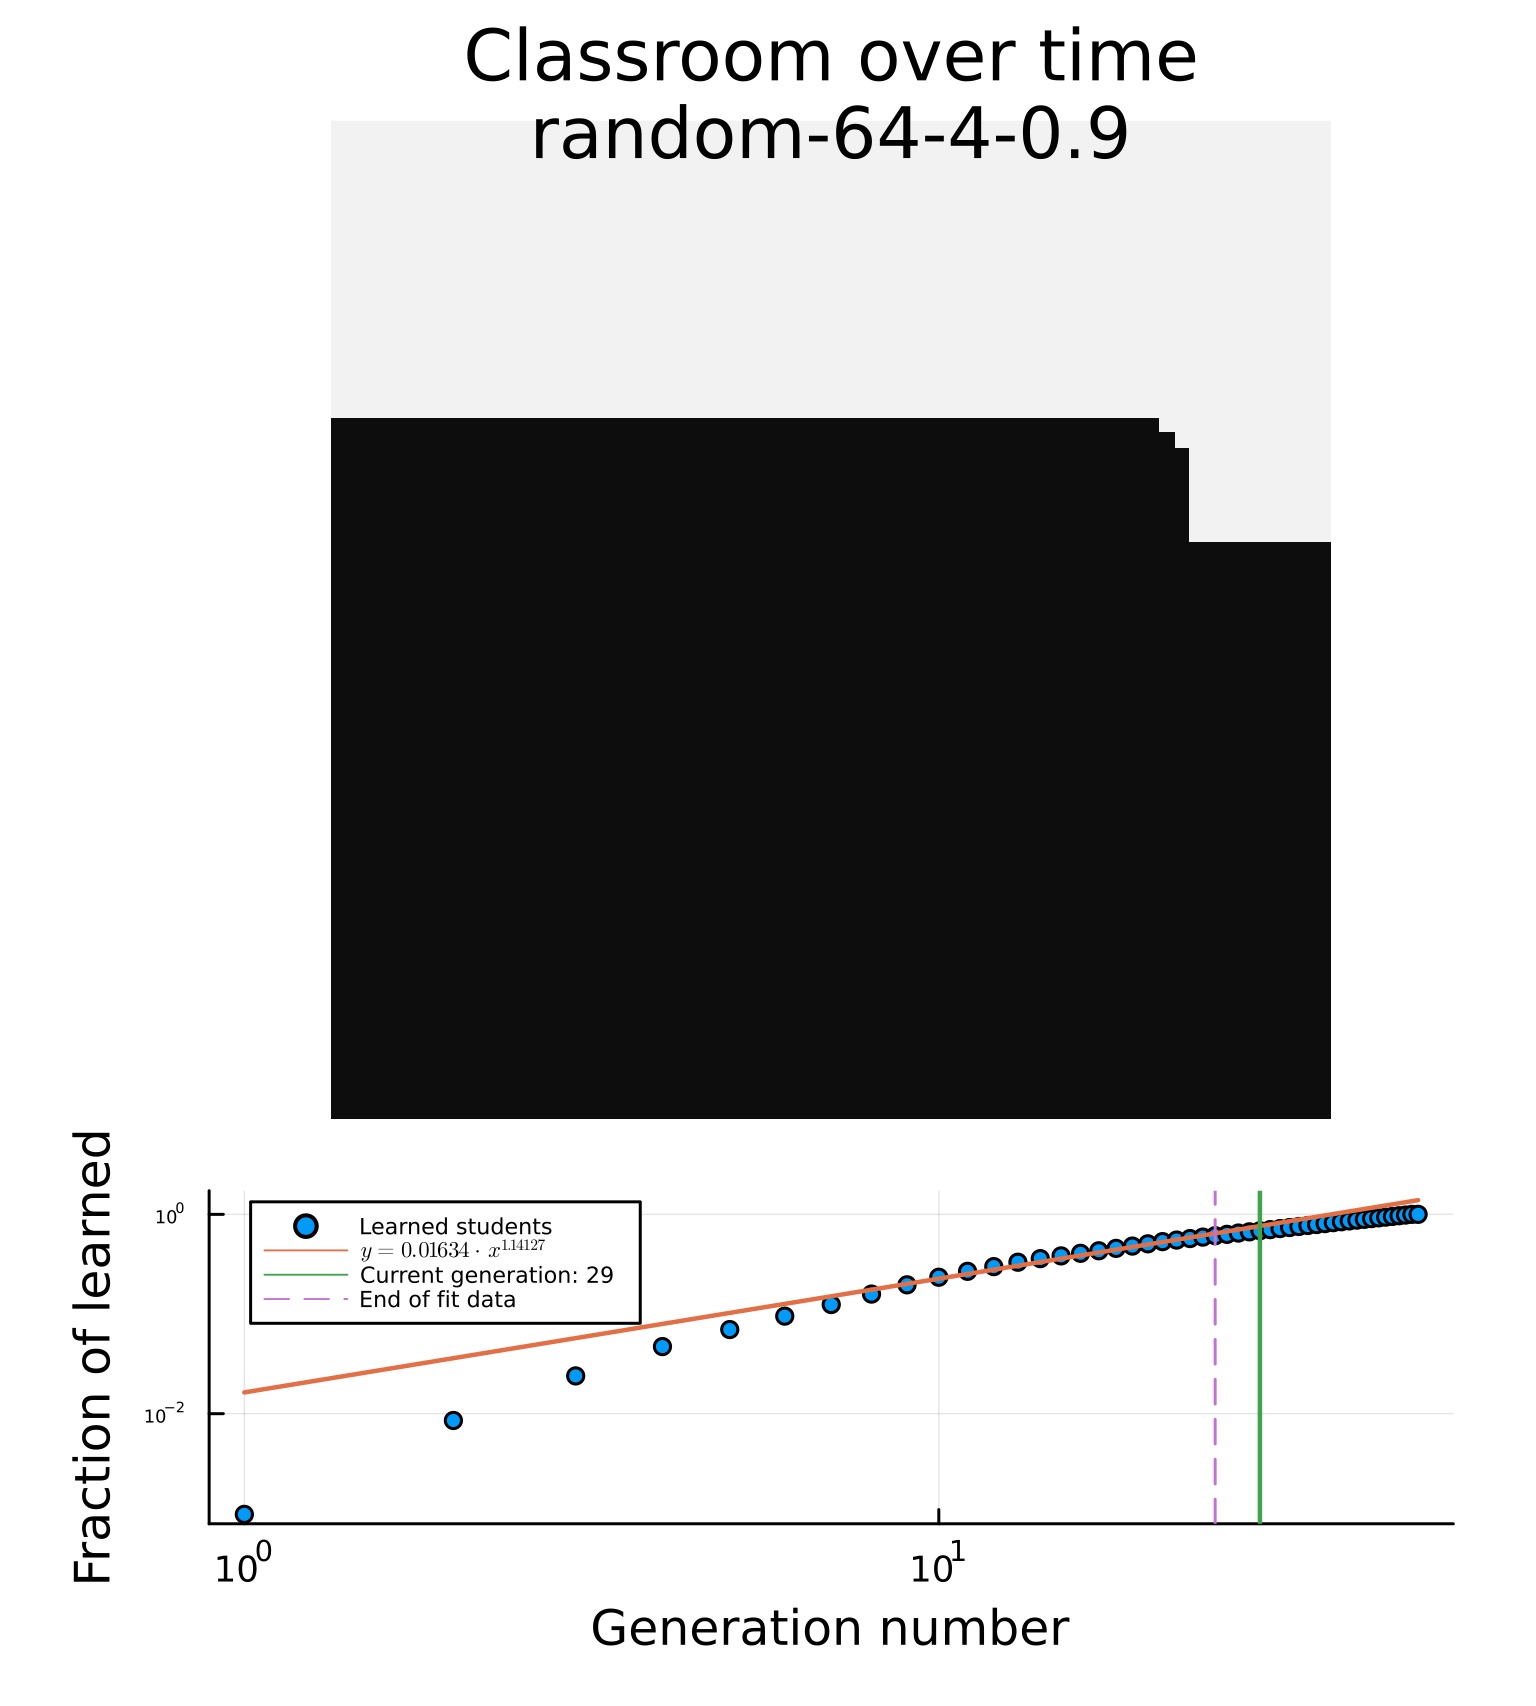 Classroom over time
random-64-4-0.9
Fraction of learned
10^0
10^-2
Learned students
y = 0.01634 · x^1.14127
Current generation: 29
End of fit data
10^0
10^1
Generation number